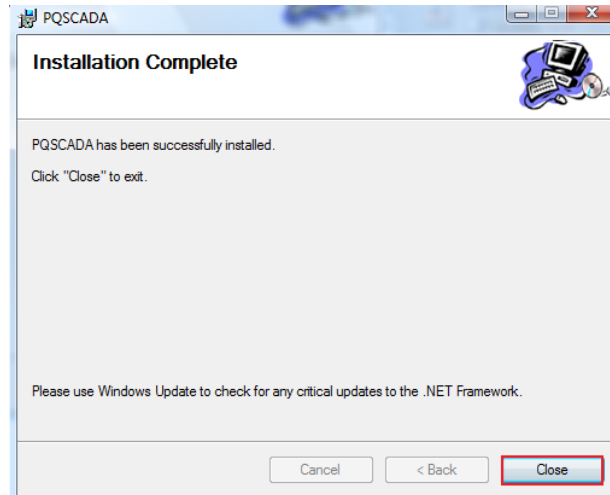 PQSCADA
Installation Complete
PQSCADA has been successfully installed.
Click "Close" to exit.
Please use Windows Update to check for any critical updates to the .NET Framework.
Cancel
< Back
Close